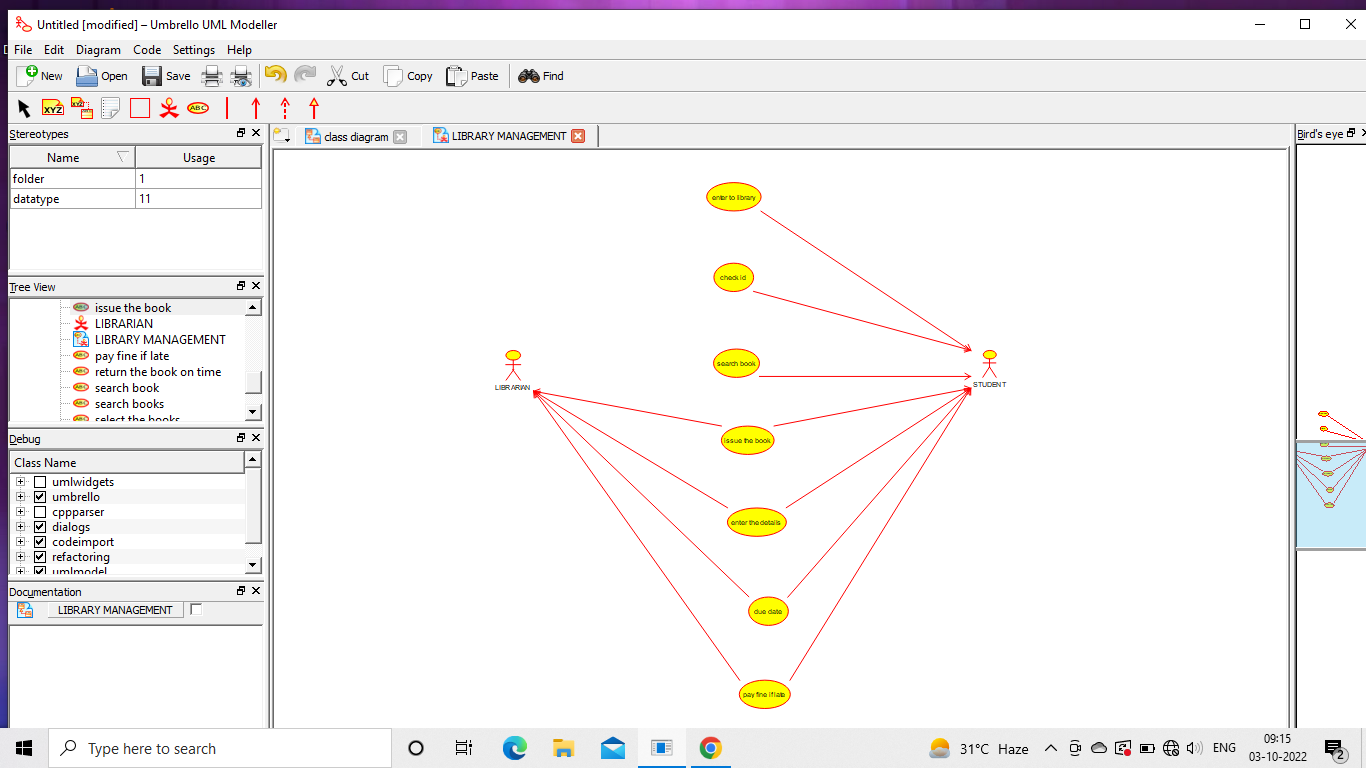 Untitled [modified] – Umbrello UML Modeller
File Edit Diagram Code Settings Help
New Open Save Cut Copy Paste Find
XYZ XYZ ABC
Stereotypes
Name Usage
folder 1
datatype 11
Tree View
issue the book
LIBRARIAN
LIBRARY MANAGEMENT
pay fine if late
return the book on time
search book
search books
select the books
Debug
Class Name
umlwidgets
umbrello
cppparser
dialogs
codeimport
refactoring
umlmodel
Documentation
LIBRARY MANAGEMENT
class diagram LIBRARY MANAGEMENT
enter to library
check id
search book
LIBRARIAN
STUDENT
issue the book
enter the details
due date
pay fine if late
Bird's eye
Type here to search
31°C Haze
ENG
09:15
03-10-2022
2